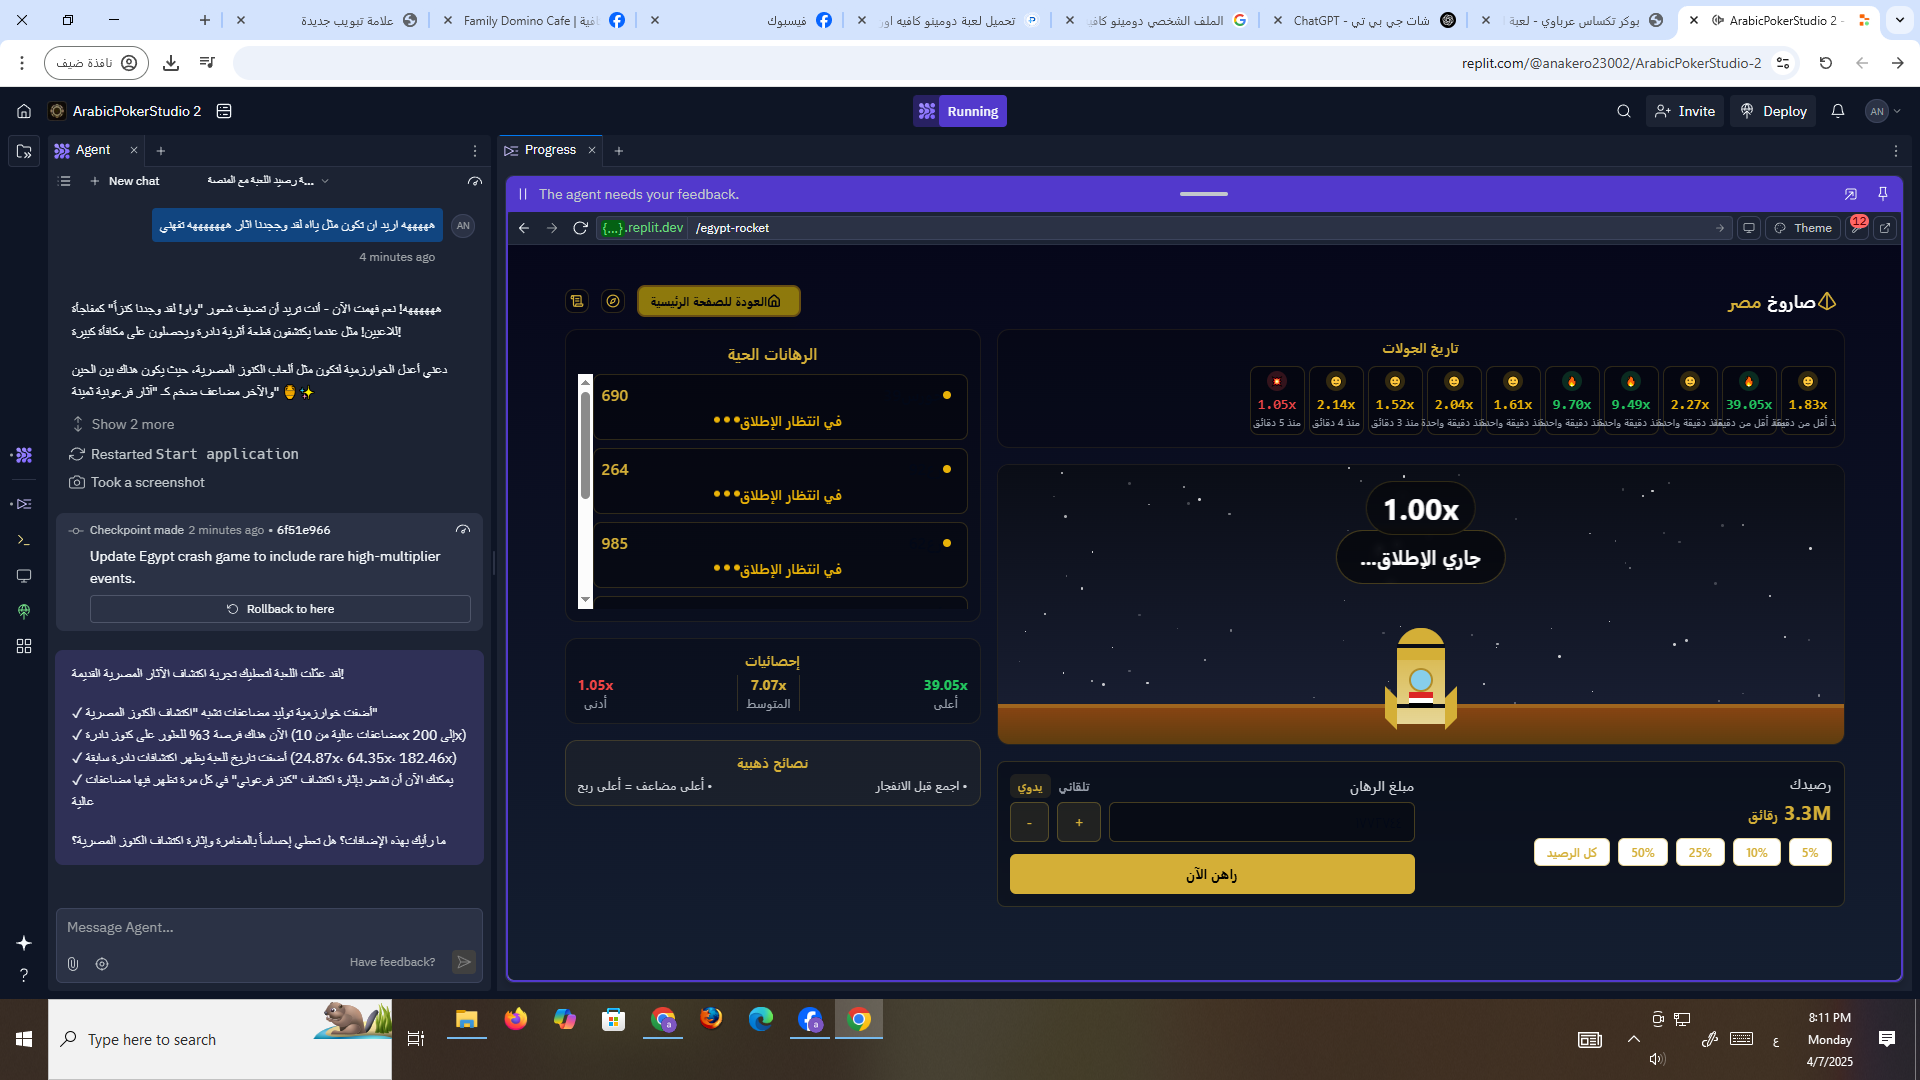 علامة تبويب جديدة
Family Domino Cafe |
فيسبوك
تحميل لعبة دومينو كافيه اور
الملف الشخصي دومينو كافي
شات جي بي تي - ChatGPT
بوكر تكساس عرباوي - لعبة
ArabicPokerStudio 2 -
نافذة ضيف
replit.com/@anakero23002/ArabicPokerStudio-2
ArabicPokerStudio 2
Running
Invite
Deploy
AN
Agent
Progress
New chat
ة رصيد اللعبة مع المنصة...
The agent needs your feedback.
{...}.replit.dev
/egypt-rocket
Theme
12
هههههه اريد ان تكون مثل يااه لقد وججدنا اثار هههههههه تفهني
AN
4 minutes ago
هههههه! نعم فهمت الآن - أنت تريد أن تضيف شعور "واو! لقد وجدنا كنزاً" كمفاجأة
للاعبين! مثل عندما يكتشفون قطعة أثرية نادرة ويحصلون على مكافأة كبيرة!
دعني أعدل الخوارزمية لتكون مثل ألعاب الكنوز المصرية، حيث يكون هناك بين الحين
والآخر مضاعف ضخم كـ "آثار فرعونية ثمينة" 🏺✨
Show 2 more
Restarted Start application
Took a screenshot
Checkpoint made 2 minutes ago • 6f51e966
Update Egypt crash game to include rare high-multiplier
events.
Rollback to here
لقد عدّلت اللعبة لتعطيك تجربة اكتشاف الآثار المصرية القديمة!
✓ أضفت خوارزمية توليد مضاعفات تشبه "اكتشاف الكنوز المصرية"
✓ الآن هناك فرصة 3% للعثور على كنوز نادرة (مضاعفات عالية من 10x إلى 200x)
✓ أضفت تاريخ للعبة يظهر اكتشافات نادرة سابقة (24.87x، 64.35x، 182.46x)
✓ يمكنك الآن أن تشعر بإثارة اكتشاف "كنز فرعوني" في كل مرة تظهر فيها مضاعفات
عالية
ما رأيك بهذه الإضافات؟ هل تعطي إحساساً بالمغامرة وإثارة اكتشاف الكنوز المصرية؟
Message Agent...
Have feedback?
صاروخ مصر
العودة للصفحة الرئيسية
تاريخ الجولات
1.05x 2.14x 1.52x 2.04x 1.61x 9.70x 9.49x 2.27x 39.05x 1.83x
منذ 5 دقائق منذ 4 دقائق منذ 3 دقائق منذ دقيقة واحدة منذ دقيقة واحدة منذ دقيقة واحدة منذ دقيقة واحدة منذ دقيقة واحدة
الرهانات الحية
690
في انتظار الإطلاق
264
في انتظار الإطلاق
985
في انتظار الإطلاق
1.00x
جاري الإطلاق...
إحصائيات
1.05x 7.07x 39.05x
أدنى المتوسط أعلى
نصائح ذهبية
• اجمع قبل الانفجار
• أعلى مضاعف = أعلى ربح
رصيدك
3.3M رقائق
5% 10% 25% 50% كل الرصيد
مبلغ الرهان
تلقائي يدوي
- +
راهن الآن
Type here to search
ع
8:11 PM
Monday
4/7/2025